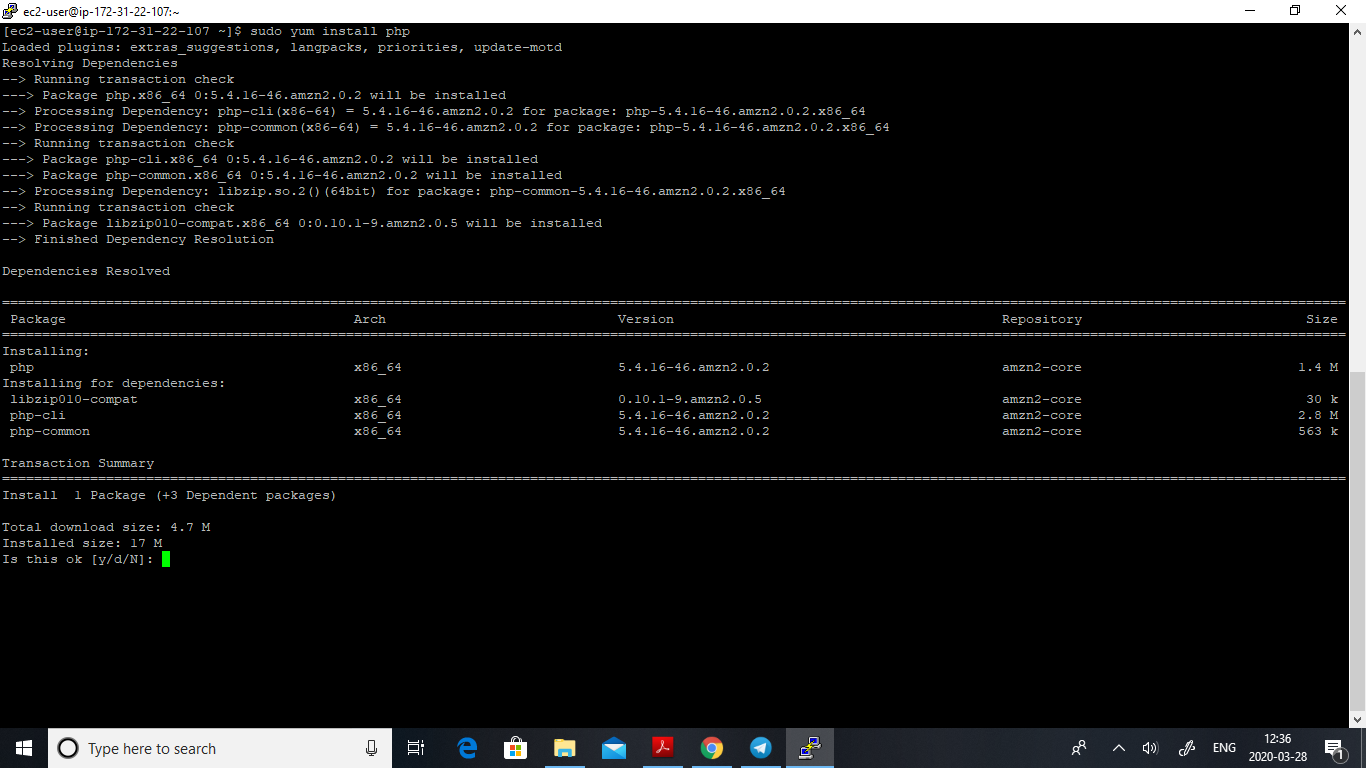 ec2-user@ip-172-31-22-107:~
[ec2-user@ip-172-31-22-107 ~]$ sudo yum install php
Loaded plugins: extras_suggestions, langpacks, priorities, update-motd
Resolving Dependencies
--> Running transaction check
---> Package php.x86_64 0:5.4.16-46.amzn2.0.2 will be installed
--> Processing Dependency: php-cli(x86-64) = 5.4.16-46.amzn2.0.2 for package: php-5.4.16-46.amzn2.0.2.x86_64
--> Processing Dependency: php-common(x86-64) = 5.4.16-46.amzn2.0.2 for package: php-5.4.16-46.amzn2.0.2.x86_64
--> Running transaction check
---> Package php-cli.x86_64 0:5.4.16-46.amzn2.0.2 will be installed
---> Package php-common.x86_64 0:5.4.16-46.amzn2.0.2 will be installed
--> Processing Dependency: libzip.so.2()(64bit) for package: php-common-5.4.16-46.amzn2.0.2.x86_64
--> Running transaction check
---> Package libzip010-compat.x86_64 0:0.10.1-9.amzn2.0.5 will be installed
--> Finished Dependency Resolution
Dependencies Resolved
Package Arch Version Repository Size
Installing:
php x86_64 5.4.16-46.amzn2.0.2 amzn2-core 1.4 M
Installing for dependencies:
libzip010-compat x86_64 0.10.1-9.amzn2.0.5 amzn2-core 30 k
php-cli x86_64 5.4.16-46.amzn2.0.2 amzn2-core 2.8 M
php-common x86_64 5.4.16-46.amzn2.0.2 amzn2-core 563 k
Transaction Summary
Install 1 Package (+3 Dependent packages)
Total download size: 4.7 M
Installed size: 17 M
Is this ok [y/d/N]:
Type here to search
ENG
12:36
2020-03-28
1